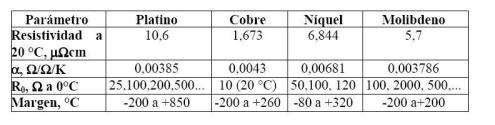 Parámetro Platino Cobre Níquel Molibdeno
Resistividad a 20 °C, μΩcm 10,6 1,673 6,844 5,7
α, Ω/Ω/K 0,00385 0,0043 0,00681 0,003786
R₀, Ω a 0°C 25,100,200,500... 10 (20 °C) 50,100, 120 100, 2000, 500,...
Margen, °C -200 a +850 -200 a +260 -80 a +320 -200 a+200